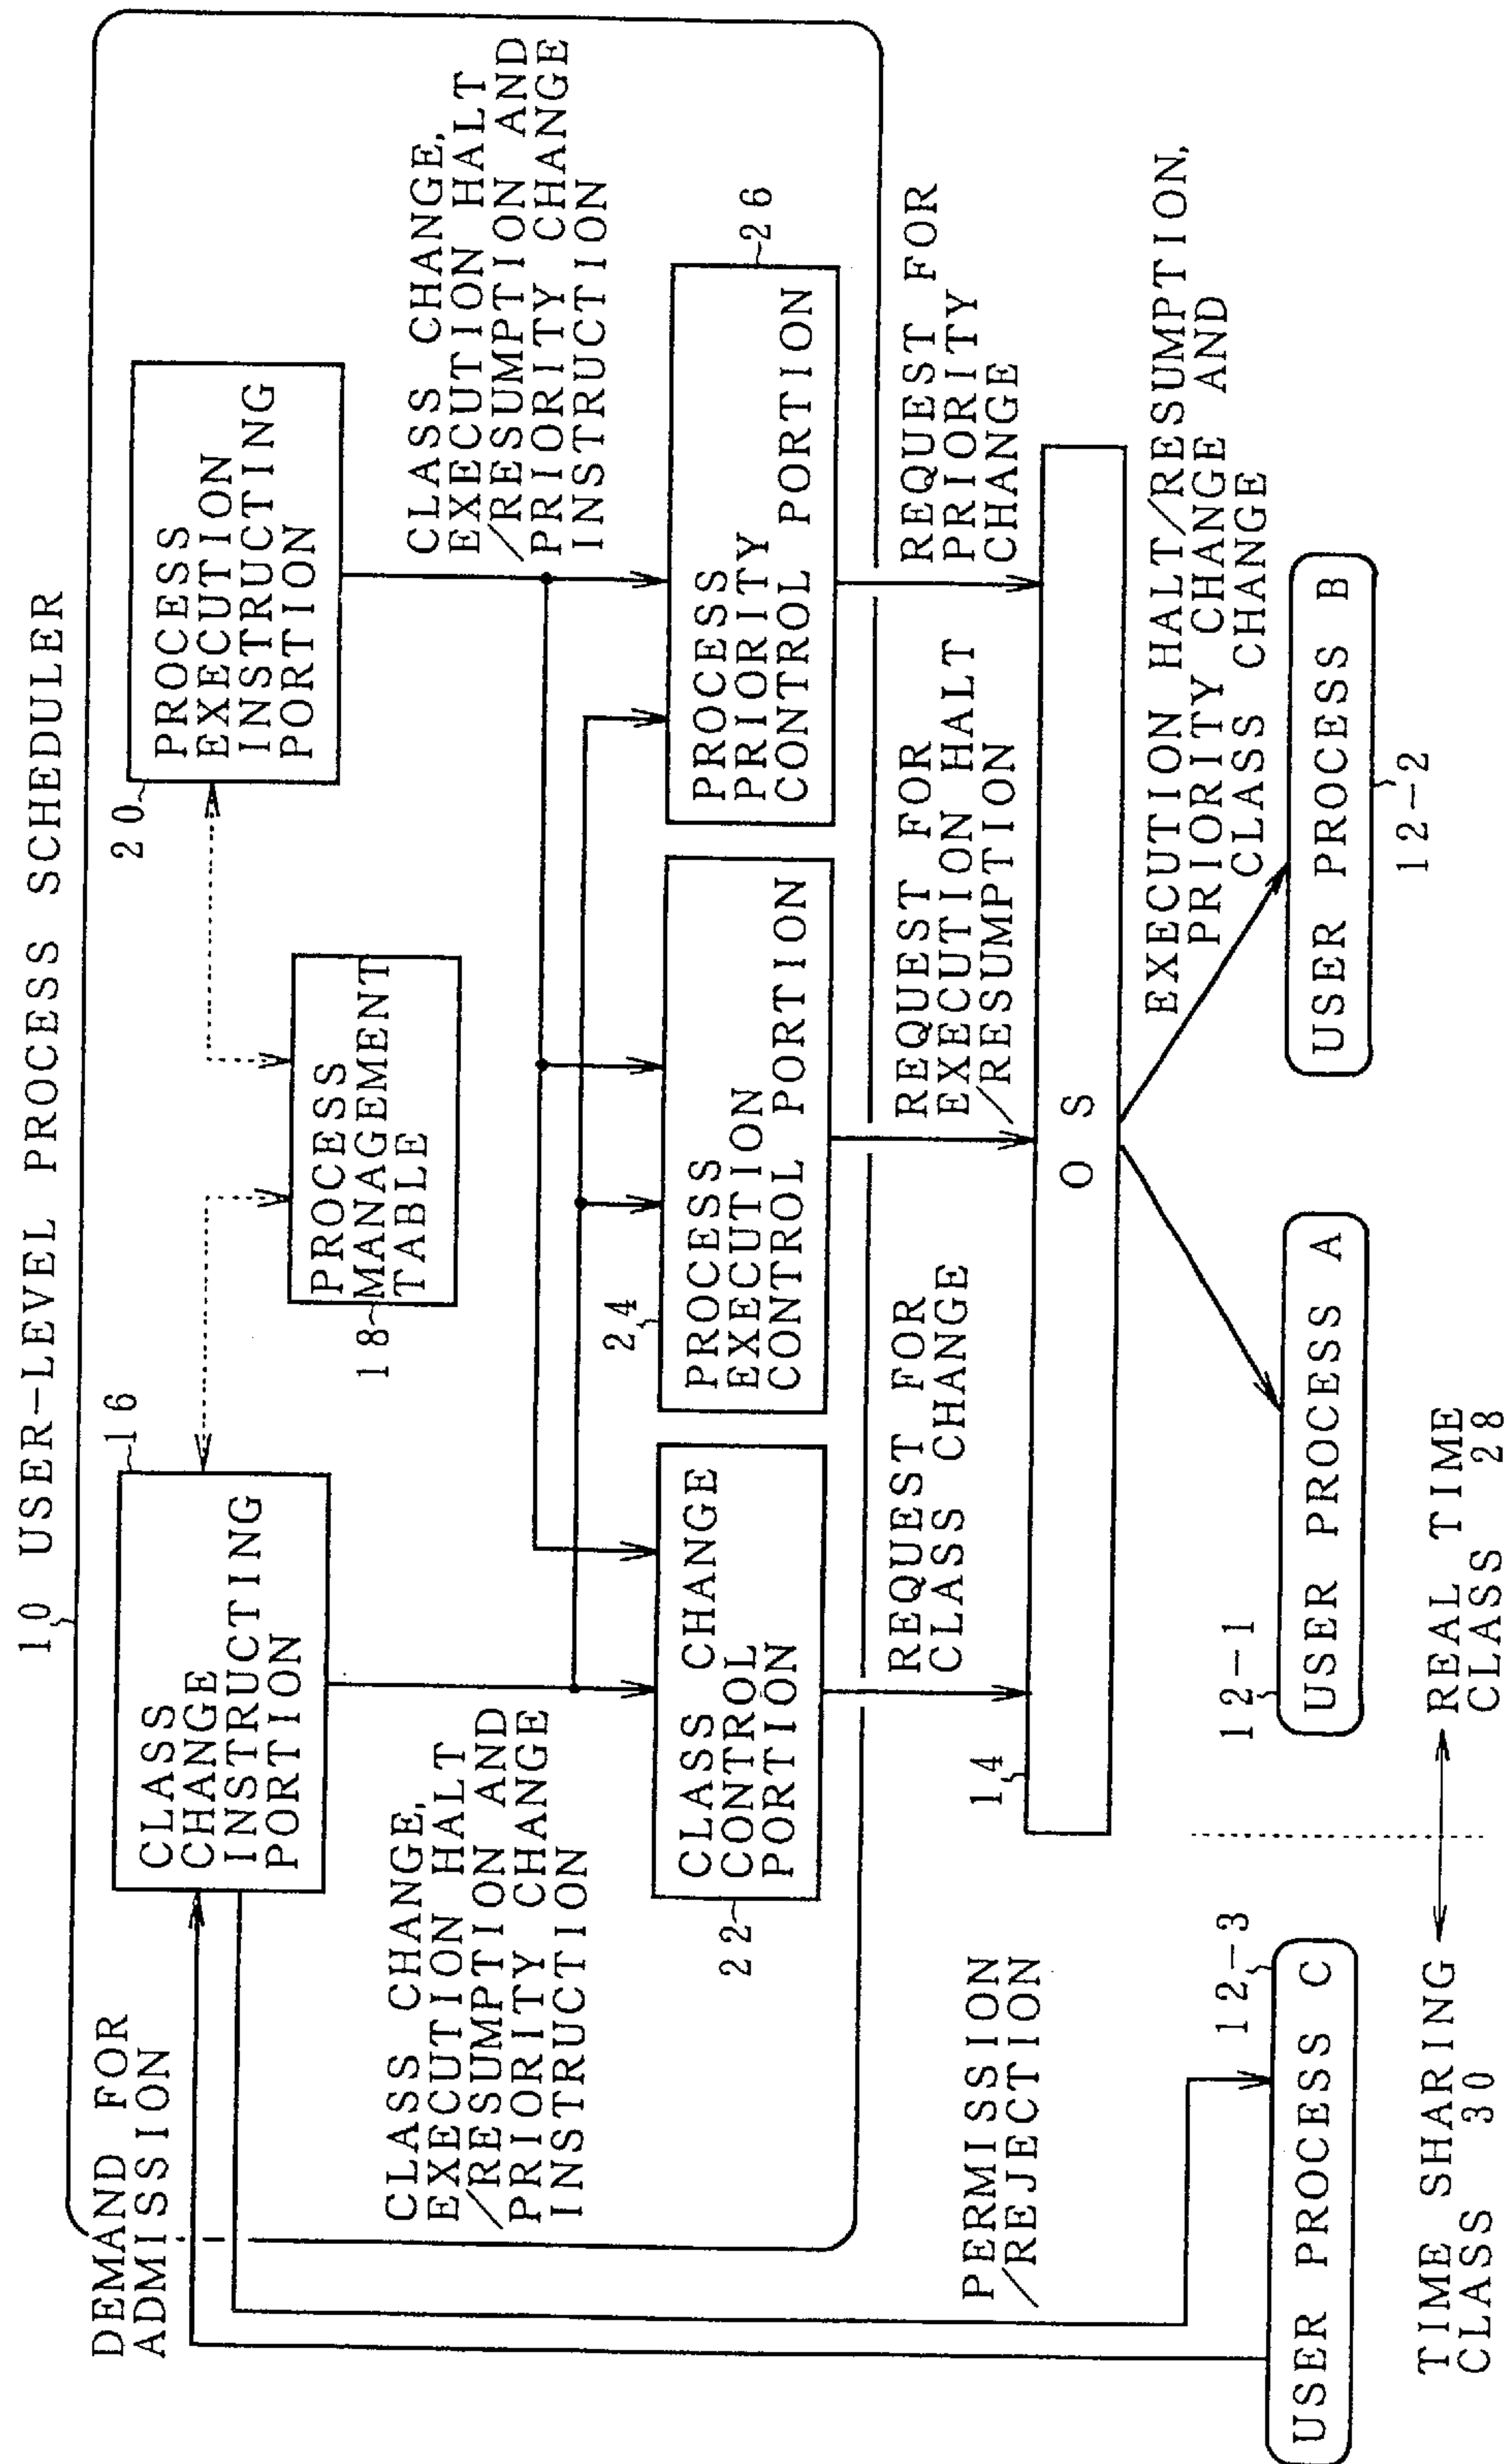 10 USER-LEVEL PROCESS SCHEDULER
DEMAND FOR
ADMISSION
16
CLASS
CHANGE
INSTRUCTING
PORTION
18
PROCESS
MANAGEMENT
TABLE
20
PROCESS
EXECUTION
INSTRUCTING
PORTION
CLASS CHANGE,
EXECUTION HALT
/RESUMPTION AND
PRIORITY CHANGE
INSTRUCTION
CLASS CHANGE,
EXECUTION HALT
/RESUMPTION AND
PRIORITY CHANGE
INSTRUCTION
22
CLASS CHANGE
CONTROL
PORTION
24
PROCESS
EXECUTION
CONTROL PORTION
26
PROCESS
PRIORITY
CONTROL PORTION
PERMISSION
/REJECTION
REQUEST FOR
CLASS CHANGE
REQUEST FOR
EXECUTION HALT
/RESUMPTION
REQUEST FOR
PRIORITY
CHANGE
14
OS
EXECUTION HALT/RESUMPTION,
PRIORITY CHANGE AND
CLASS CHANGE
12-3
USER PROCESS C
12-1
USER PROCESS A
USER PROCESS B
12-2
TIME SHARING
CLASS 30
REAL TIME
CLASS 28